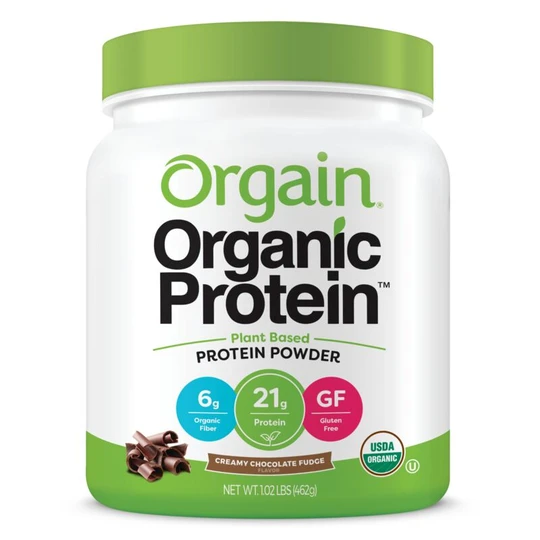 Orgain®
Organic
Protein™
Plant Based
PROTEIN POWDER
6g
Organic
Fiber
21g
Protein
GF
Gluten
Free
CREAMY CHOCOLATE FUDGE
FLAVOR
USDA
ORGANIC
U
NET WT. 1.02 LBS (462g)